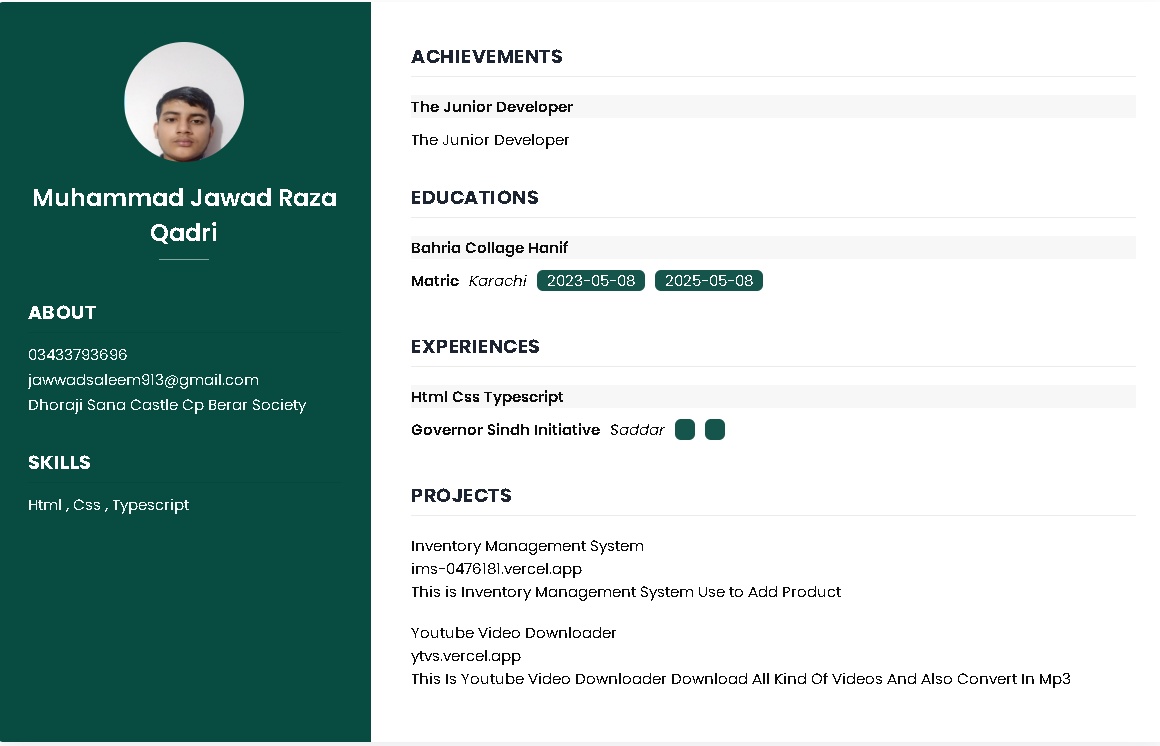 Muhammad Jawad Raza
Qadri
ABOUT
03433793696
jawwadsaleem913@gmail.com
Dhoraji Sana Castle Cp Berar Society
SKILLS
Html , Css , Typescript
ACHIEVEMENTS
The Junior Developer
The Junior Developer
EDUCATIONS
Bahria Collage Hanif
Matric Karachi 2023-05-08 2025-05-08
EXPERIENCES
Html Css Typescript
Governor Sindh Initiative Saddar
PROJECTS
Inventory Management System
ims-0476181.vercel.app
This is Inventory Management System Use to Add Product
Youtube Video Downloader
ytvs.vercel.app
This Is Youtube Video Downloader Download All Kind Of Videos And Also Convert In Mp3